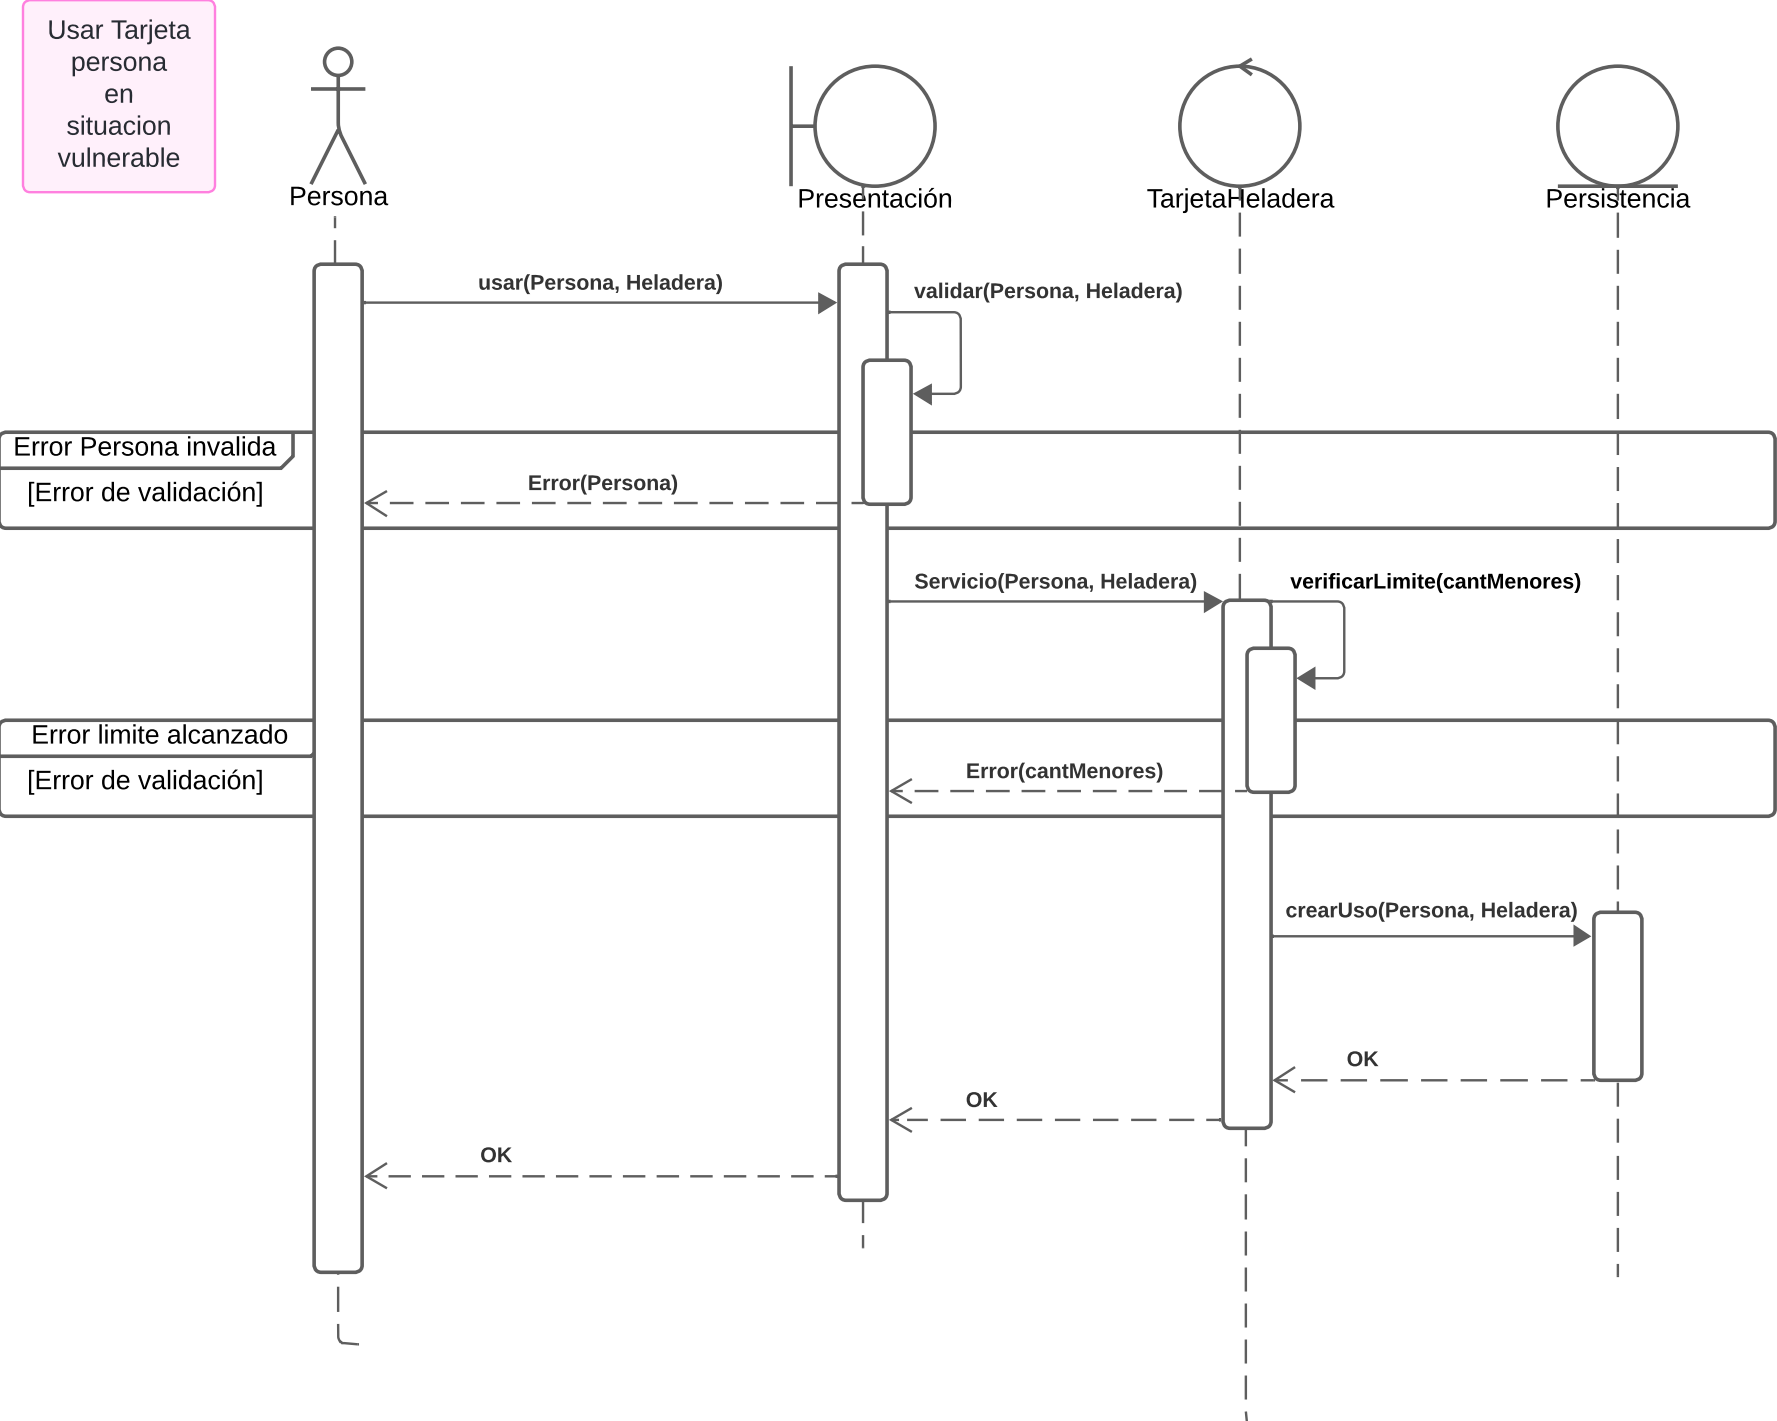 Usar Tarjeta
persona
en
situacion
vulnerable
Persona
Presentación
TarjetaHeladera
Persistencia
usar(Persona, Heladera)
validar(Persona, Heladera)
Error Persona invalida
[Error de validación]
Error(Persona)
Servicio(Persona, Heladera)
verificarLimite(cantMenores)
Error limite alcanzado
[Error de validación]
Error(cantMenores)
crearUso(Persona, Heladera)
OK
OK
OK